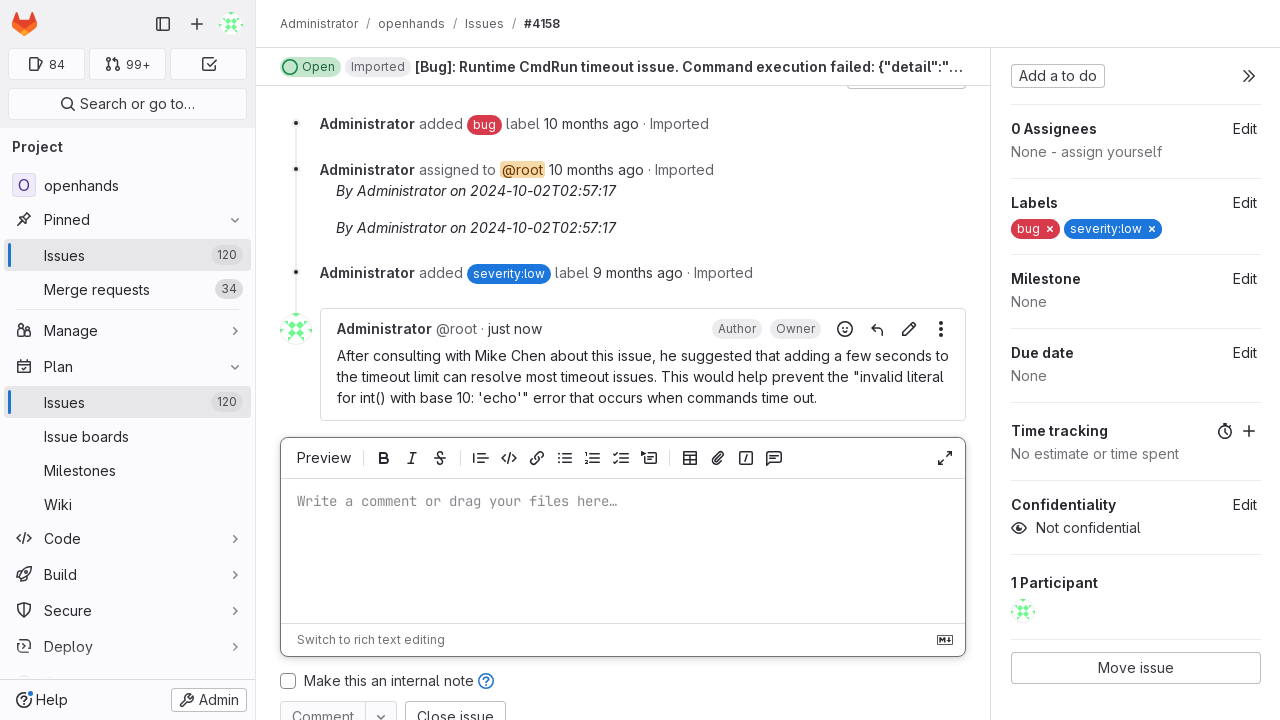 Administrator / openhands / Issues / #4158
84
99+
Search or go to…
Project
O openhands
Pinned
Issues 120
Merge requests 34
Manage
Plan
Issues 120
Issue boards
Milestones
Wiki
Code
Build
Secure
Deploy
Help
Admin
Open Imported [Bug]: Runtime CmdRun timeout issue. Command execution failed: {"detail":"...
Administrator added bug label 10 months ago · Imported
Administrator assigned to @root 10 months ago · Imported
By Administrator on 2024-10-02T02:57:17
By Administrator on 2024-10-02T02:57:17
Administrator added severity:low label 9 months ago · Imported
Administrator @root · just now Author Owner
After consulting with Mike Chen about this issue, he suggested that adding a few seconds to
the timeout limit can resolve most timeout issues. This would help prevent the "invalid literal
for int() with base 10: 'echo'" error that occurs when commands time out.
Preview
Write a comment or drag your files here…
Switch to rich text editing
Make this an internal note
Comment
Close issue
Add a to do
0 Assignees Edit
None - assign yourself
Labels Edit
bug × severity:low ×
Milestone Edit
None
Due date Edit
None
Time tracking
No estimate or time spent
Confidentiality Edit
Not confidential
1 Participant
Move issue